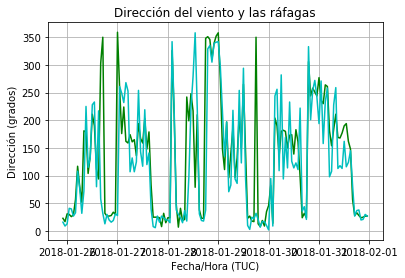 Dirección del viento y las ráfagas
Dirección (grados)
350
300
250
200
150
100
50
0
2018-01-26 2018-01-27 2018-01-28 2018-01-29 2018-01-30 2018-01-31 2018-02-01
Fecha/Hora (TUC)